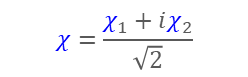 χ = (χ₁ + iχ₂) / √2